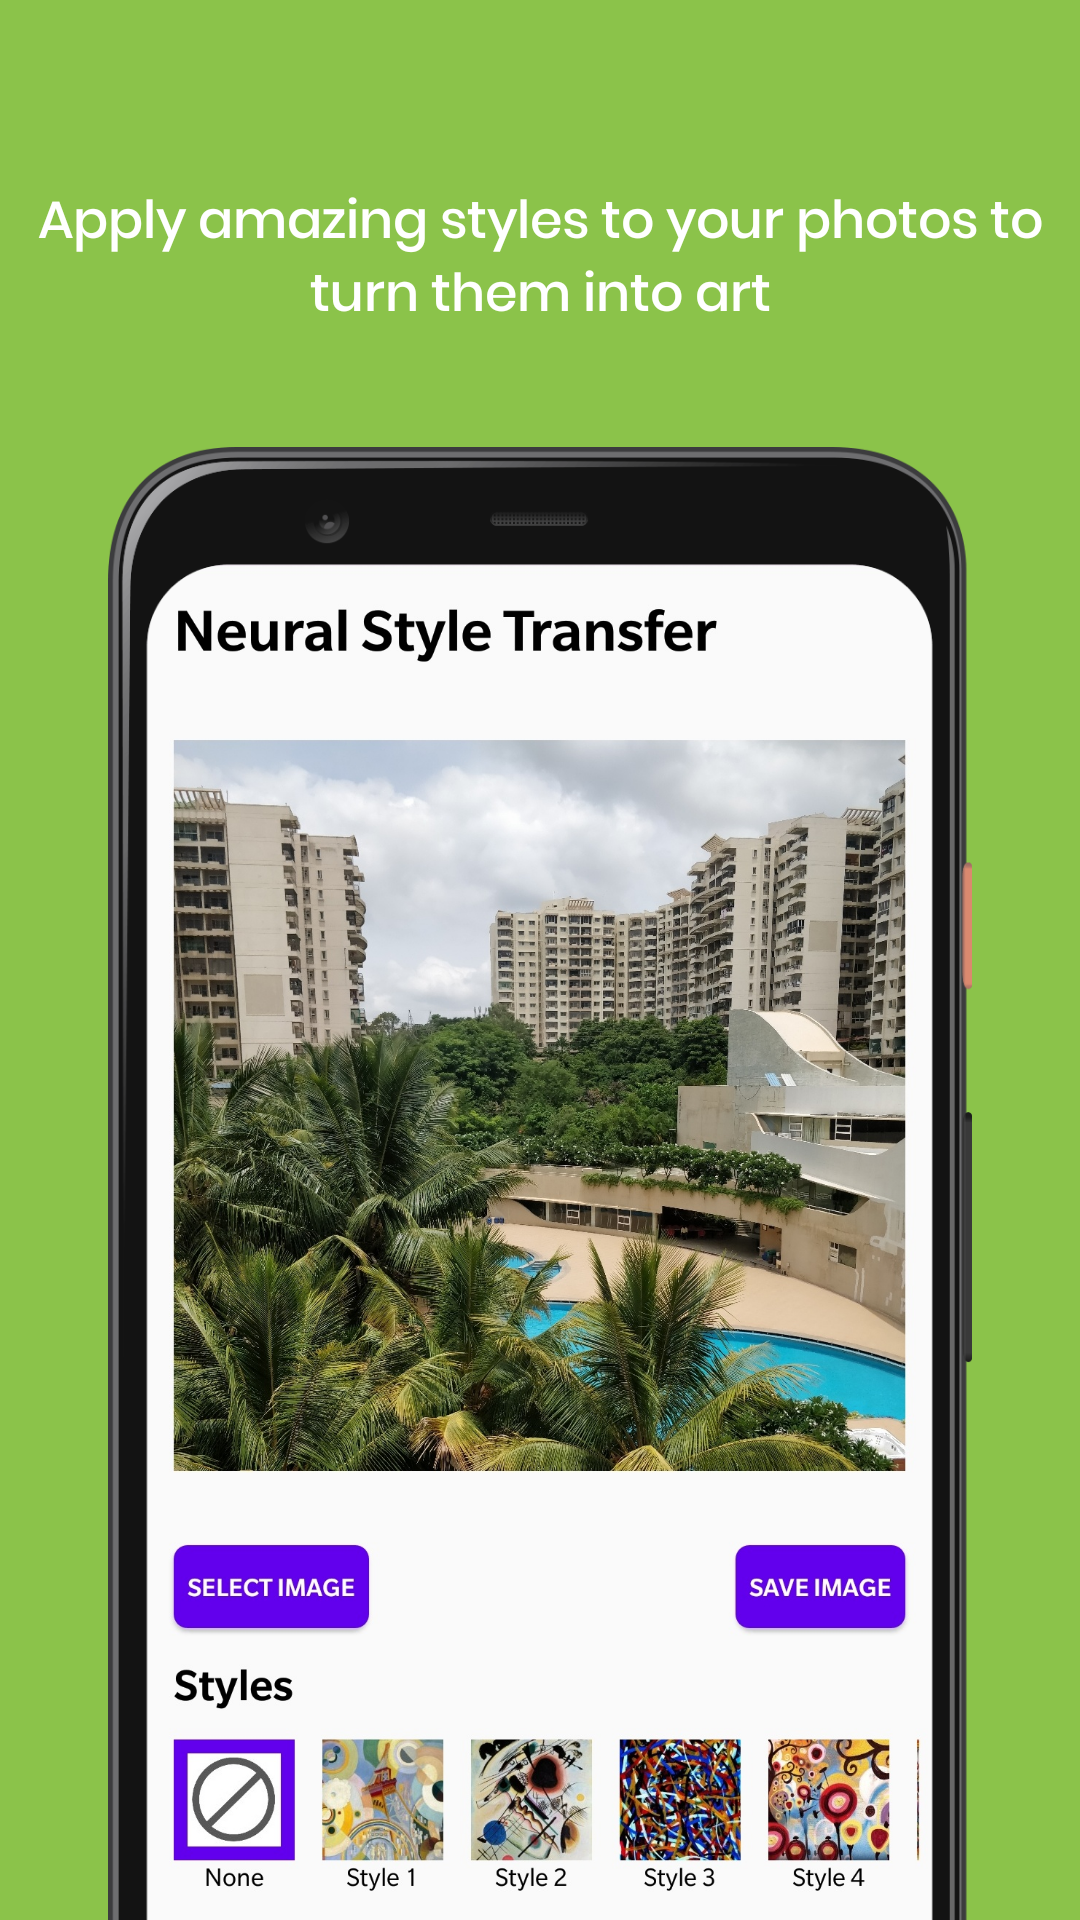 Apply amazing styles to your photos to
turn them into art
Neural Style Transfer
SELECT IMAGE
SAVE IMAGE
Styles
None
Style 1
Style 2
Style 3
Style 4